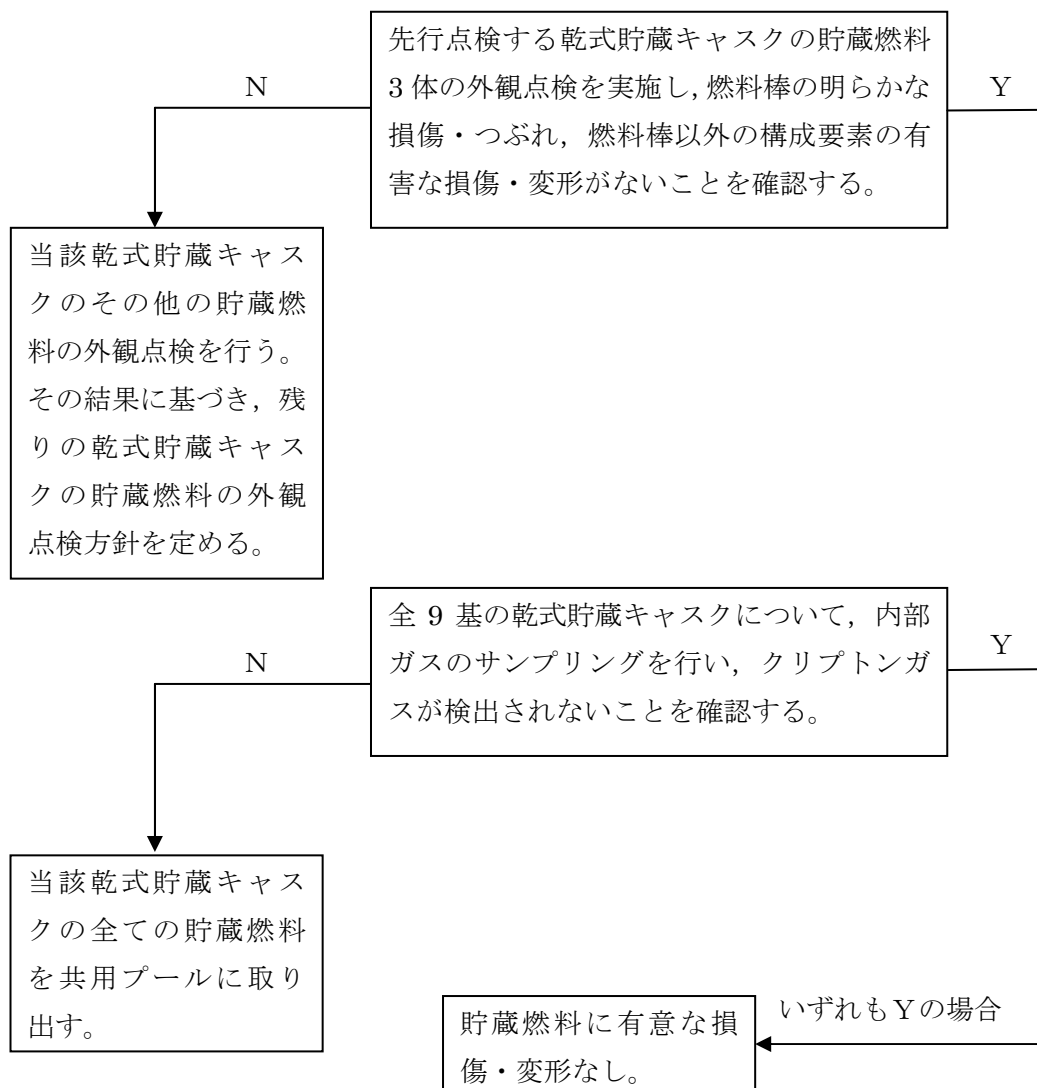 先行点検する乾式貯蔵キャスクの貯蔵燃料
3 体の外観点検を実施し,燃料棒の明らかな
損傷・つぶれ,燃料棒以外の構成要素の有
害な損傷・変形がないことを確認する。
N
Y
当該乾式貯蔵キャス
クのその他の貯蔵燃
料の外観点検を行う。
その結果に基づき,残
りの乾式貯蔵キャス
クの貯蔵燃料の外観
点検方針を定める。
全 9 基の乾式貯蔵キャスクについて,内部
ガスのサンプリングを行い,クリプトンガ
スが検出されないことを確認する。
N
Y
当該乾式貯蔵キャス
クの全ての貯蔵燃料
を共用プールに取り
出す。
いずれもYの場合
貯蔵燃料に有意な損
傷・変形なし。